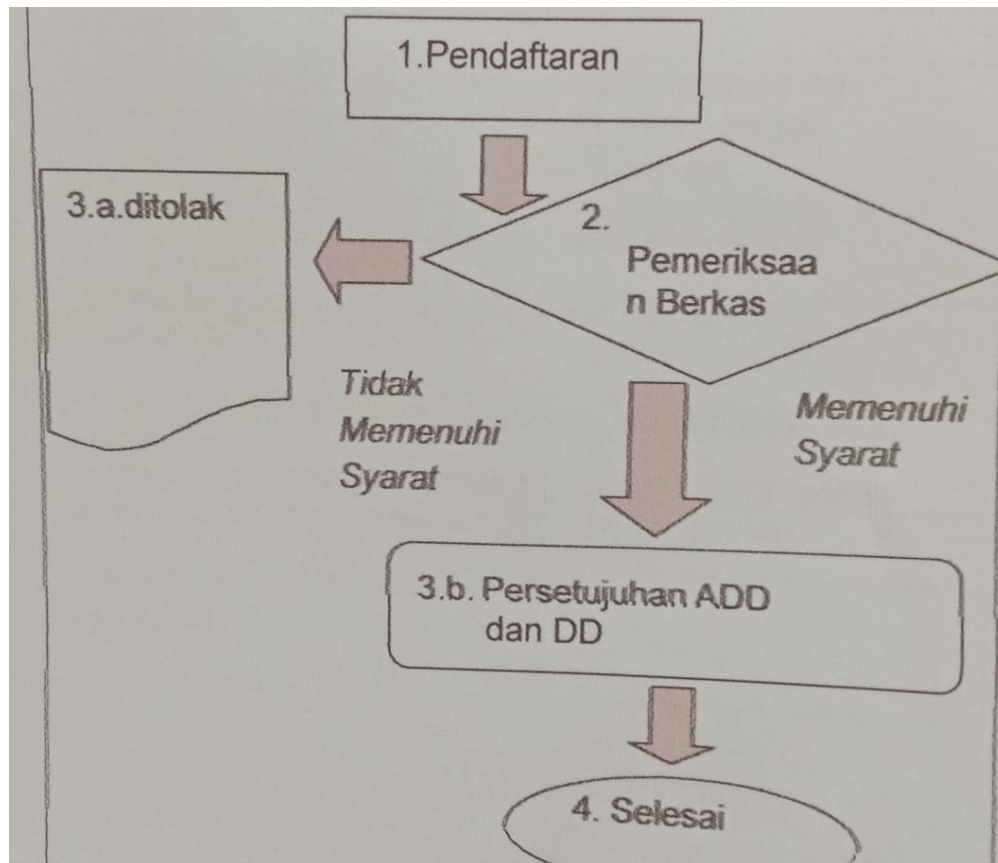 1.Pendaftaran
3.a.ditolak
2.
Pemeriksaa
n Berkas
Tidak
Memenuhi
Syarat
Memenuhi
Syarat
3.b. Persetujuhan ADD
dan DD
4. Selesai